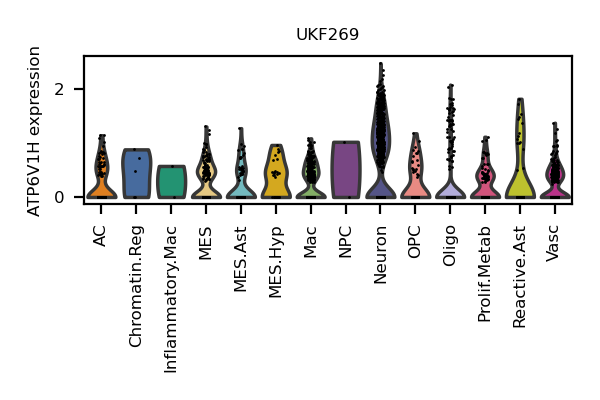 UKF269
ATP6V1H expression
2
0
AC
Chromatin.Reg
Inflammatory.Mac
MES
MES.Ast
MES.Hyp
Mac
NPC
Neuron
OPC
Oligo
Prolif.Metab
Reactive.Ast
Vasc